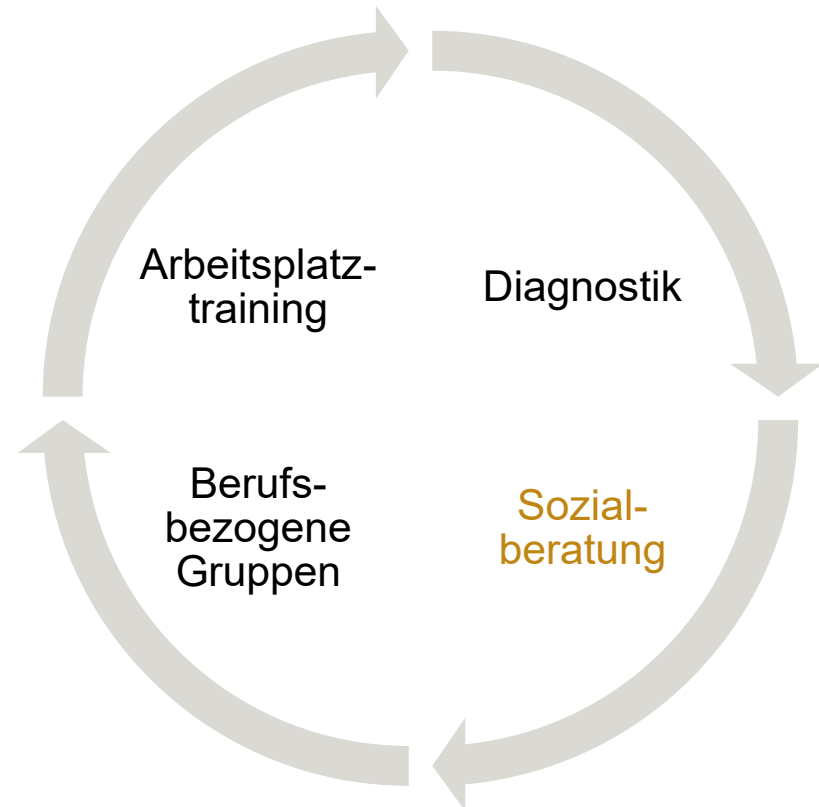 Arbeitsplatz-
training
Diagnostik
Berufs-
bezogene
Gruppen
Sozial-
beratung